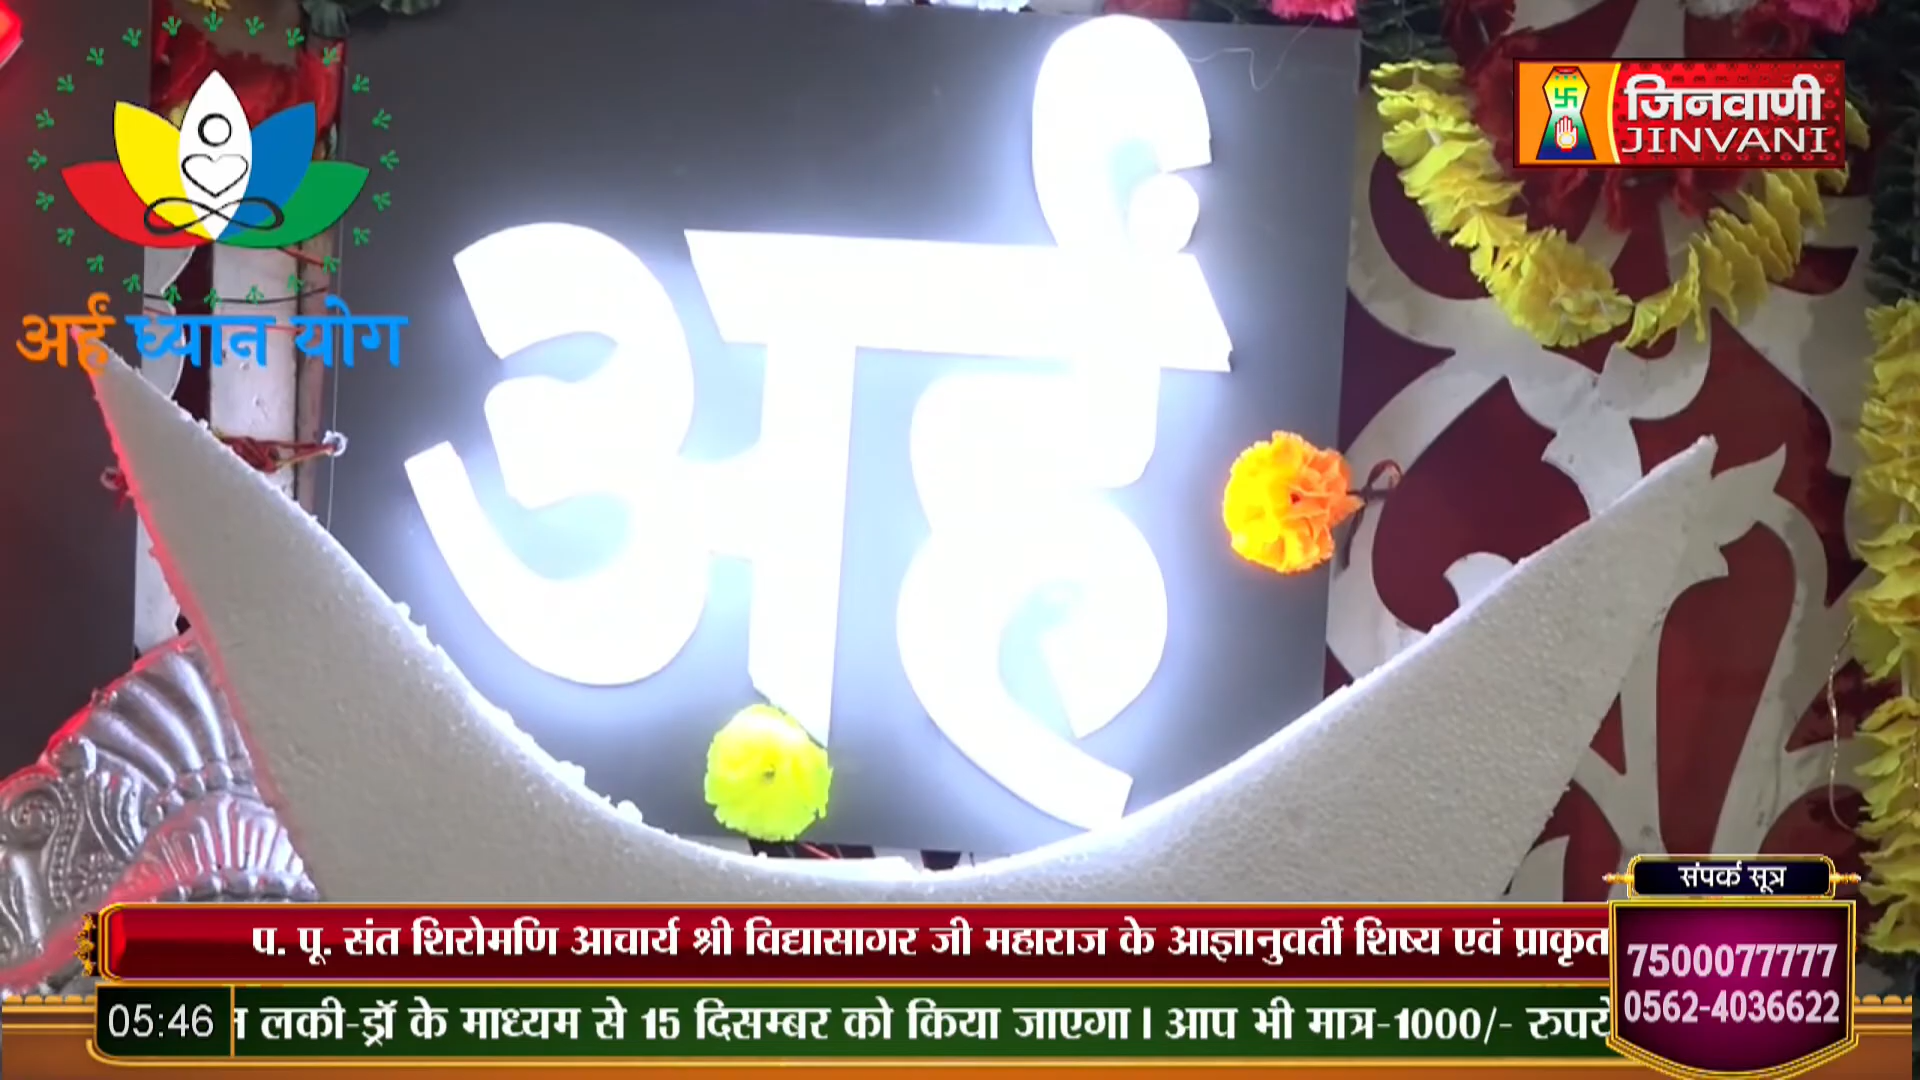 जिनवाणी
JINVANI
अर्हं ध्यान योग
अर्हं
संपर्क सूत्र
प. पू. संत शिरोमणि आचार्य श्री विद्यासागर जी महाराज के आज्ञानुवर्ती शिष्य एवं प्राकृत
7500077777
0562-4036622
05:46
लकी-ड्रॉ के माध्यम से 15 दिसम्बर को किया जाएगा । आप भी मात्र-1000/- रुपये